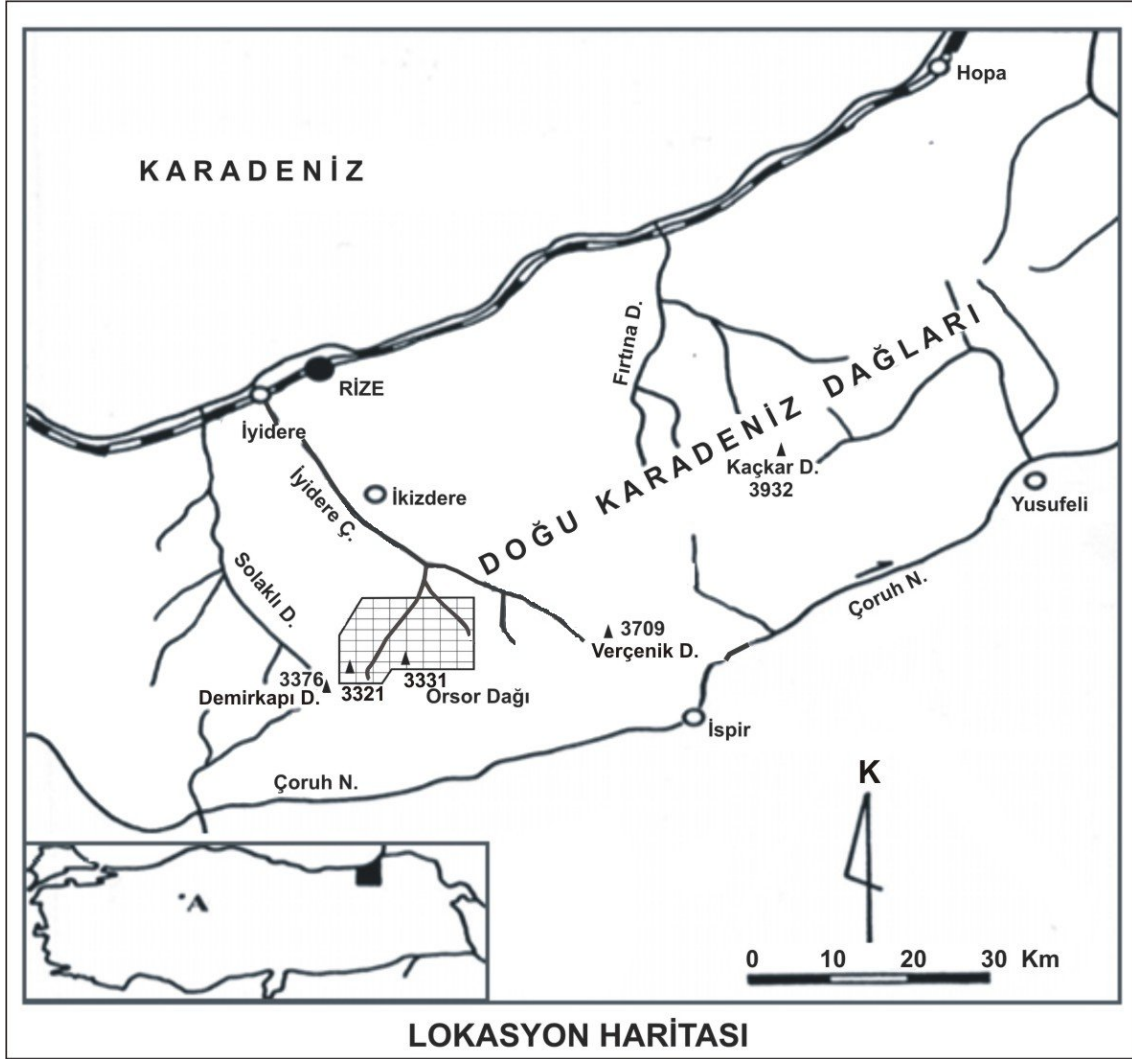 Hopa
KARADENİZ
RİZE
İyidere
Fırtına D.
DOĞU KARADENİZ DAĞLARI
Kaçkar D.
3932
İyidere Ç.
İkizdere
Yusufeli
Solaklı D.
Çoruh N.
3709
Verçenik D.
3376
Demirkapı D.
3321
3331
Orsor Dağı
İspir
Çoruh N.
K
A
0 10 20 30 Km
LOKASYON HARİTASI